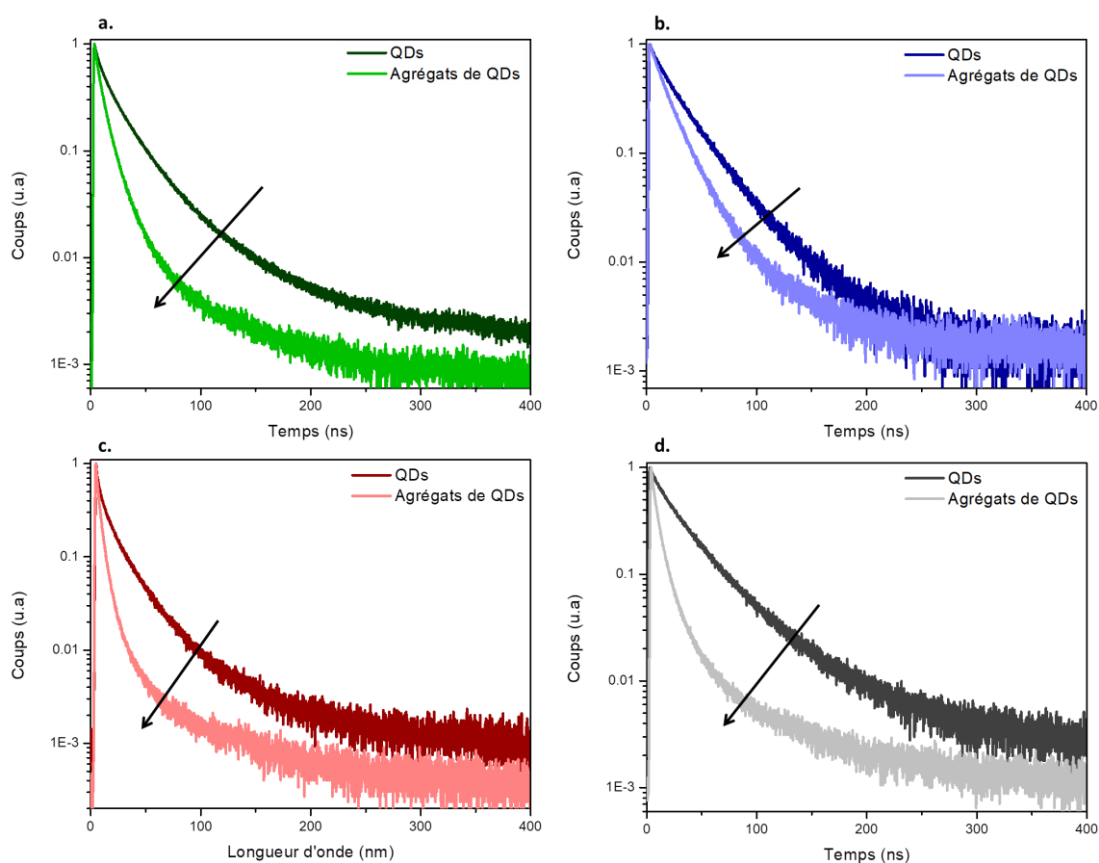 a.
QDs
Agrégats de QDs
1
0.1
0.01
1E-3
Coups (u.a)
0 100 200 300 400
Temps (ns)
b.
QDs
Agrégats de QDs
1
0.1
0.01
1E-3
Coups (u.a)
0 100 200 300 400
Temps (ns)
c.
QDs
Agrégats de QDs
1
0.1
0.01
1E-3
Coups (u.a)
0 100 200 300 400
Longueur d'onde (nm)
d.
QDs
Agrégats de QDs
1
0.1
0.01
1E-3
Coups (u.a)
0 100 200 300 400
Temps (ns)